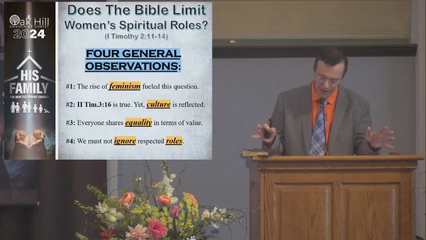 Oak Hill
2024
HIS
FAMILY
Does The Bible Limit
Women's Spiritual Roles?
(I Timothy 2:11-14)
FOUR GENERAL
OBSERVATIONS:
#1: The rise of feminism fueled this question.
#2: II Tim.3:16 is true. Yet, culture is reflected.
#3: Everyone shares equality in terms of value.
#4: We must not ignore respected roles.